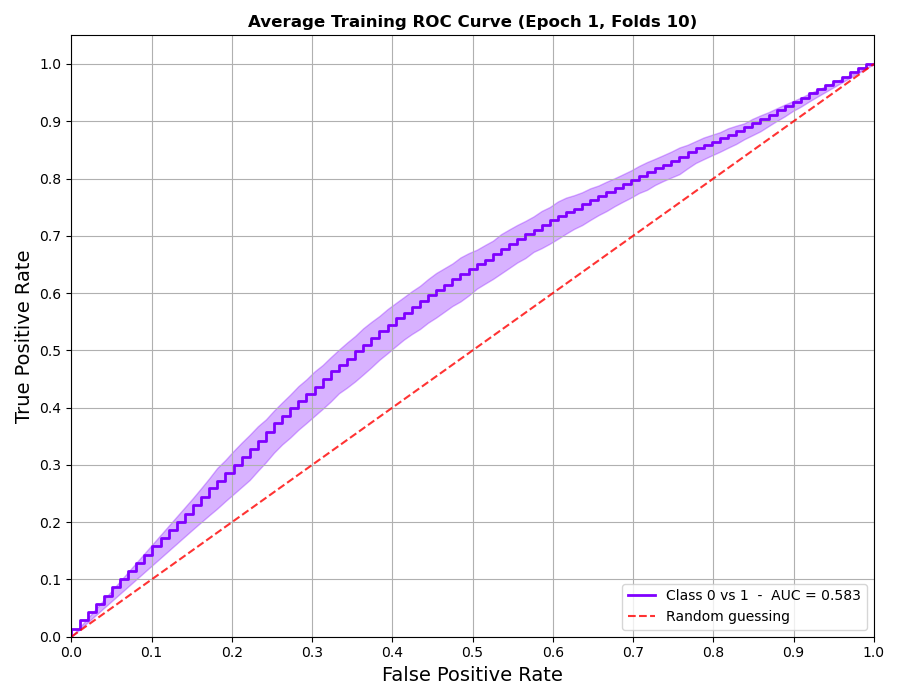 Average Training ROC Curve (Epoch 1, Folds 10)
True Positive Rate
1.0
0.9
0.8
0.7
0.6
0.5
0.4
0.3
0.2
0.1
0.0
Class 0 vs 1 - AUC = 0.583
Random guessing
0.0 0.1 0.2 0.3 0.4 0.5 0.6 0.7 0.8 0.9 1.0
False Positive Rate